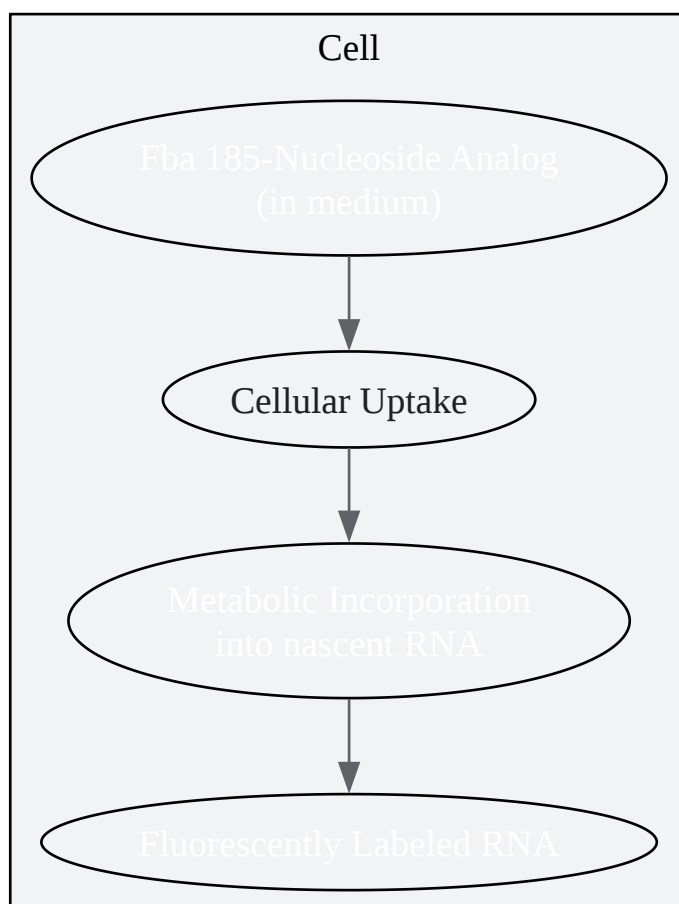 Cell
Fba 185-Nucleoside Analog
(in medium)
Cellular Uptake
Metabolic Incorporation
into nascent RNA
Fluorescently Labeled RNA